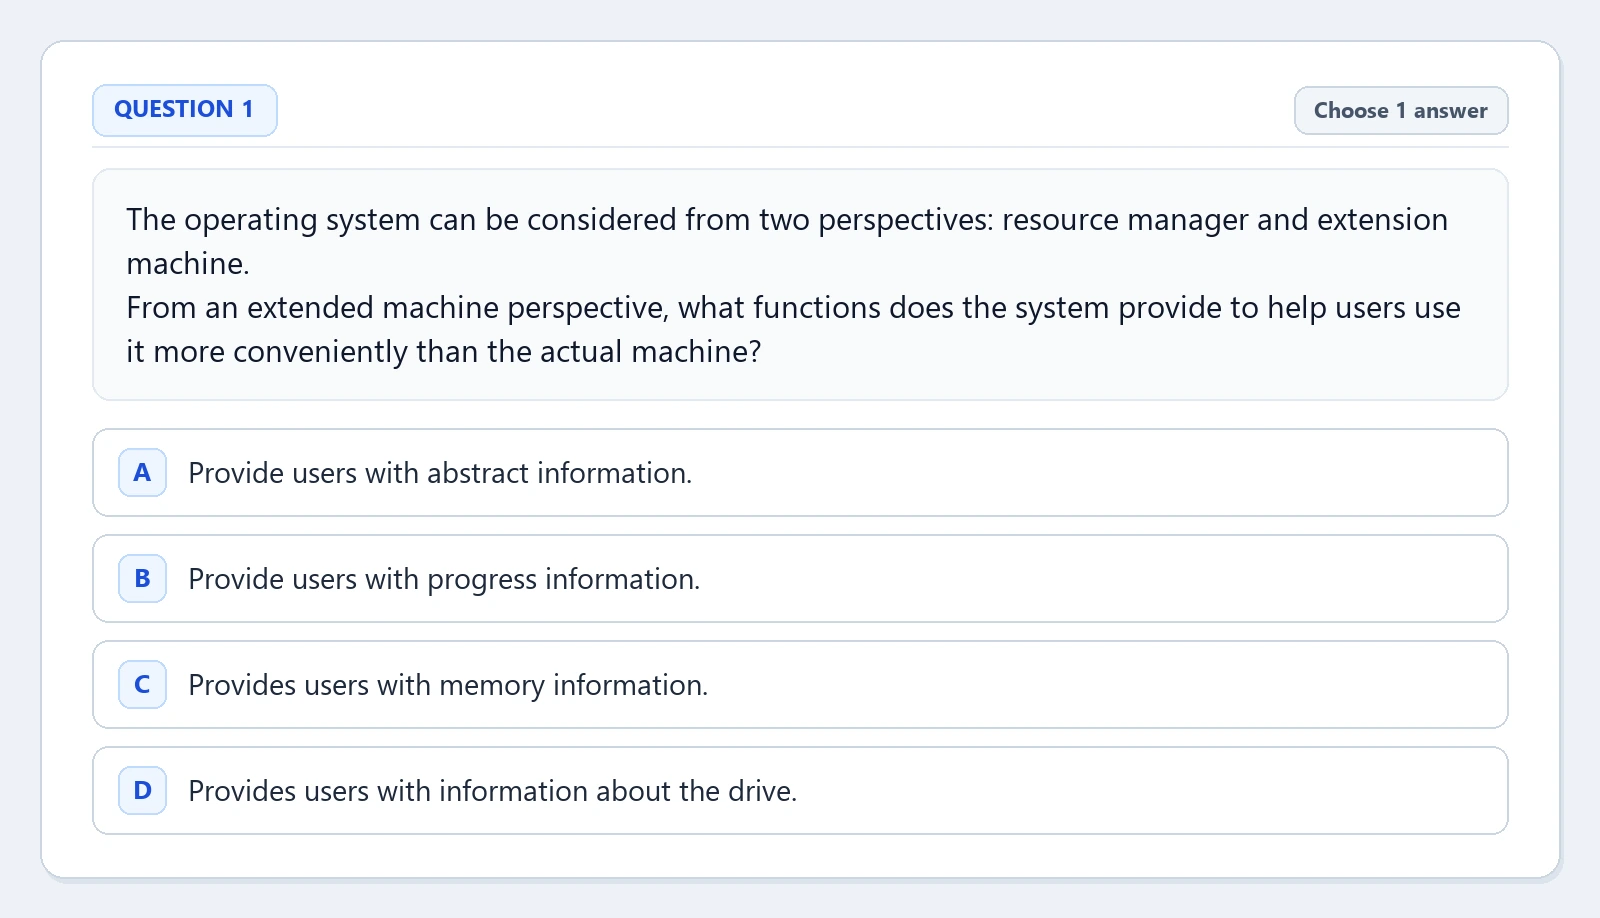 QUESTION 1
Choose 1 answer
The operating system can be considered from two perspectives: resource manager and extension
machine.
From an extended machine perspective, what functions does the system provide to help users use
it more conveniently than the actual machine?
A Provide users with abstract information.
B Provide users with progress information.
C Provides users with memory information.
D Provides users with information about the drive.